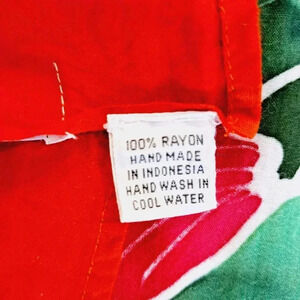 100% RAYON
HAND MADE
IN INDONESIA
HAND WASH IN
COOL WATER